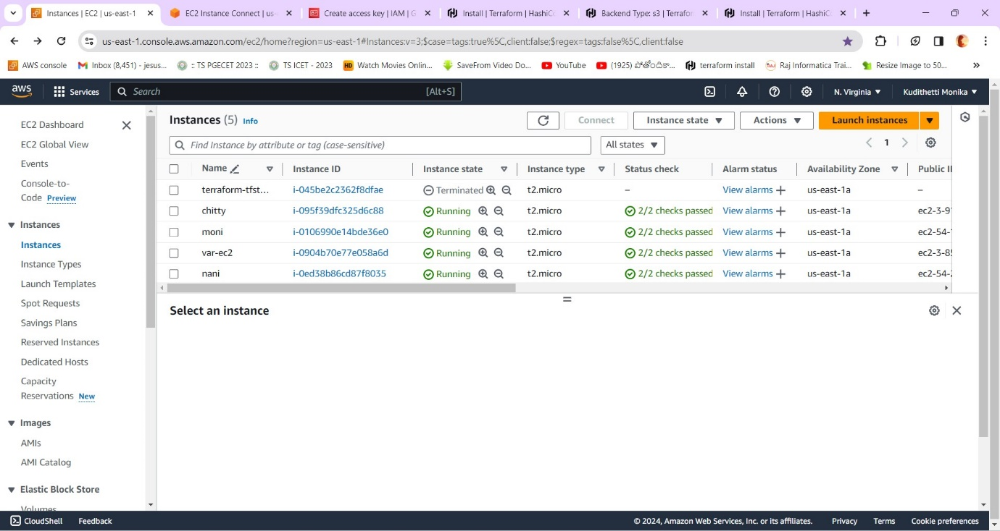 Instances | EC2 | us-east-1
EC2 Instance Connect | us-
Create access key | IAM | G
Install | Terraform | HashiC
Backend Type: s3 | Terrafor
Install | Terraform | HashiC
us-east-1.console.aws.amazon.com/ec2/home?region=us-east-1#Instances:v=3;$case=tags:true%5C,client:false;$regex=tags:false%5C,client:false
AWS console
Inbox (8,451) - jesus...
:: TS PGECET 2023 ::
TS ICET - 2023
HD Watch Movies Onlin...
SaveFrom Video Do...
YouTube
(1925)
terraform install
Raj Informatica Trai...
Resize Image to 50...
aws
Services
Search [Alt+S]
N. Virginia
Kudithetti Monika
EC2 Dashboard
EC2 Global View
Events
Console-to-
Code Preview
Instances
Instances
Instance Types
Launch Templates
Spot Requests
Savings Plans
Reserved Instances
Dedicated Hosts
Capacity
Reservations New
Images
AMIs
AMI Catalog
Elastic Block Store
Volumes
Instances (5) Info
Connect
Instance state
Actions
Launch instances
Find Instance by attribute or tag (case-sensitive)
All states
1
Name Instance ID Instance state Instance type Status check Alarm status Availability Zone Public I
terraform-tfst... i-045be2c2362f8dfae Terminated t2.micro – View alarms + us-east-1a –
chitty i-095f39dfc325d6c88 Running t2.micro 2/2 checks passed View alarms + us-east-1a ec2-3-9
moni i-0106990e14bde36e0 Running t2.micro 2/2 checks passed View alarms + us-east-1a ec2-54-
var-ec2 i-0904b70e77e058a6d Running t2.micro 2/2 checks passed View alarms + us-east-1a ec2-3-8
nani i-0ed38b86cd87f8035 Running t2.micro 2/2 checks passed View alarms + us-east-1a ec2-54-
Select an instance
CloudShell
Feedback
© 2024, Amazon Web Services, Inc. or its affiliates.
Privacy
Terms
Cookie preferences